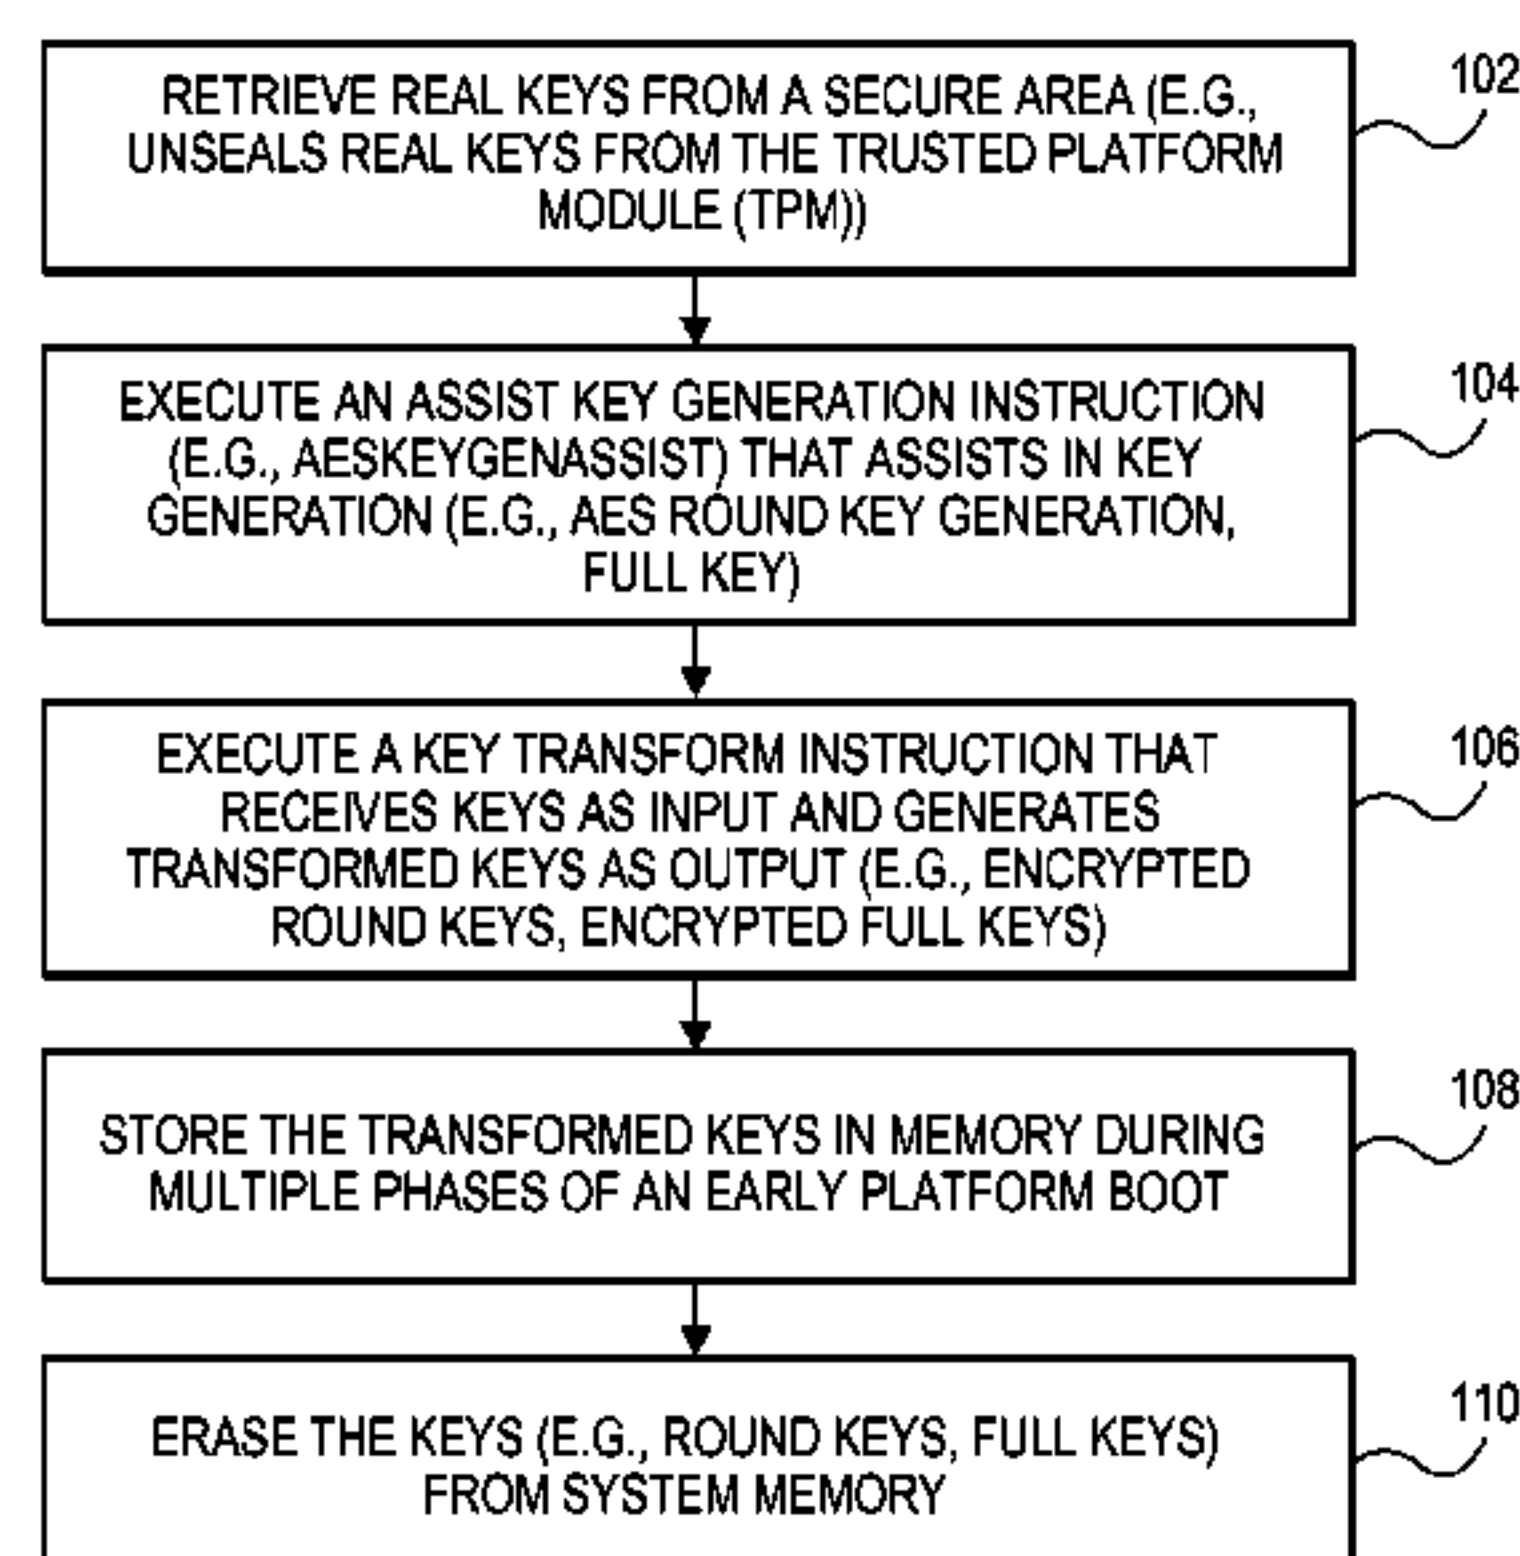 RETRIEVE REAL KEYS FROM A SECURE AREA (E.G.,
UNSEALS REAL KEYS FROM THE TRUSTED PLATFORM
MODULE (TPM))
102
EXECUTE AN ASSIST KEY GENERATION INSTRUCTION
(E.G., AESKEYGENASSIST) THAT ASSISTS IN KEY
GENERATION (E.G., AES ROUND KEY GENERATION,
FULL KEY)
104
EXECUTE A KEY TRANSFORM INSTRUCTION THAT
RECEIVES KEYS AS INPUT AND GENERATES
TRANSFORMED KEYS AS OUTPUT (E.G., ENCRYPTED
ROUND KEYS, ENCRYPTED FULL KEYS)
106
STORE THE TRANSFORMED KEYS IN MEMORY DURING
MULTIPLE PHASES OF AN EARLY PLATFORM BOOT
108
ERASE THE KEYS (E.G., ROUND KEYS, FULL KEYS)
FROM SYSTEM MEMORY
110